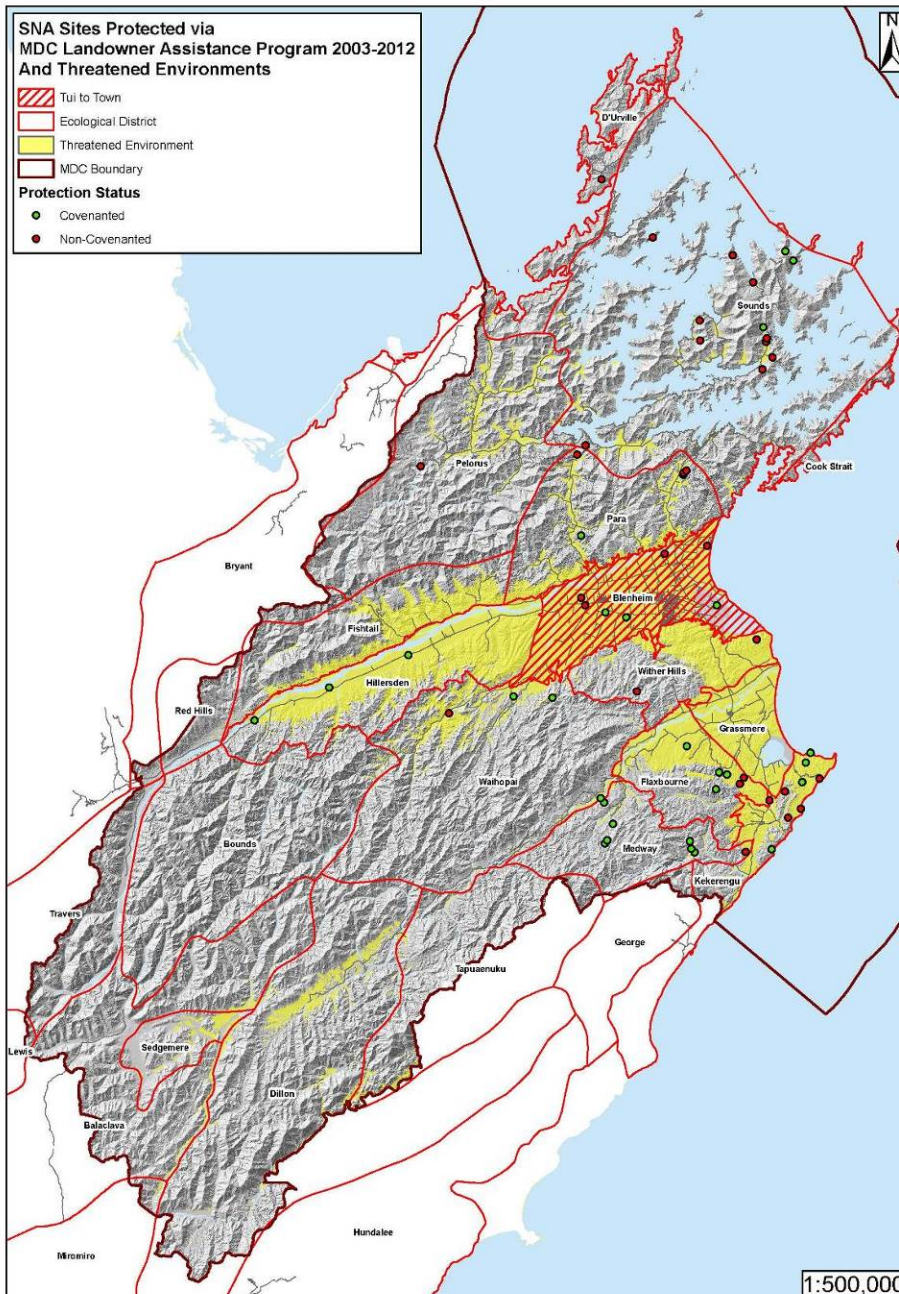 SNA Sites Protected via
MDC Landowner Assistance Program 2003-2012
And Threatened Environments
Tui to Town
Ecological District
Threatened Environment
MDC Boundary
Protection Status
Covenanted
Non-Covenanted
N
D'Urville
Sounds
Cook Strait
Pelorus
Para
Bryant
Blenheim
Fishtail
Wither Hills
Hillersden
Red Hills
Grassmere
Waihopai
Flaxbourne
Bounds
Medway
Kekerengu
Travers
George
Tapuaenuku
Lewis
Sedgemere
Dillon
Balaclava
Hundalee
Miromiro
1:500,000